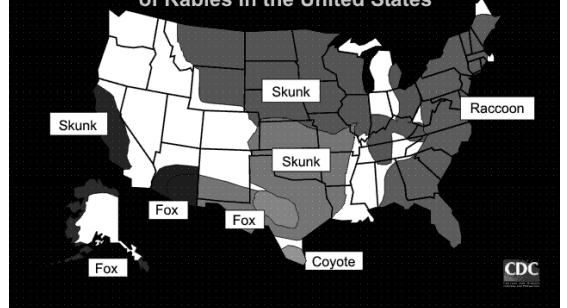 of Rabies in the United States
Skunk
Raccoon
Skunk
Skunk
Fox
Fox
Fox
Coyote
CDC